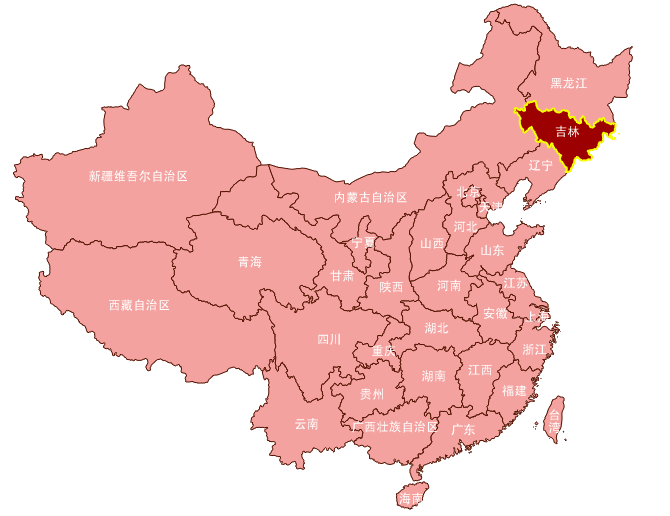 黑龙江
吉林
辽宁
新疆维吾尔自治区
内蒙古自治区
北京
天津
河北
宁夏
山西
山东
青海
甘肃
陕西
河南
江苏
西藏自治区
安徽
上海
湖北
四川
重庆
浙江
江西
湖南
贵州
福建
台
湾
云南
广西壮族自治区
广东
海南